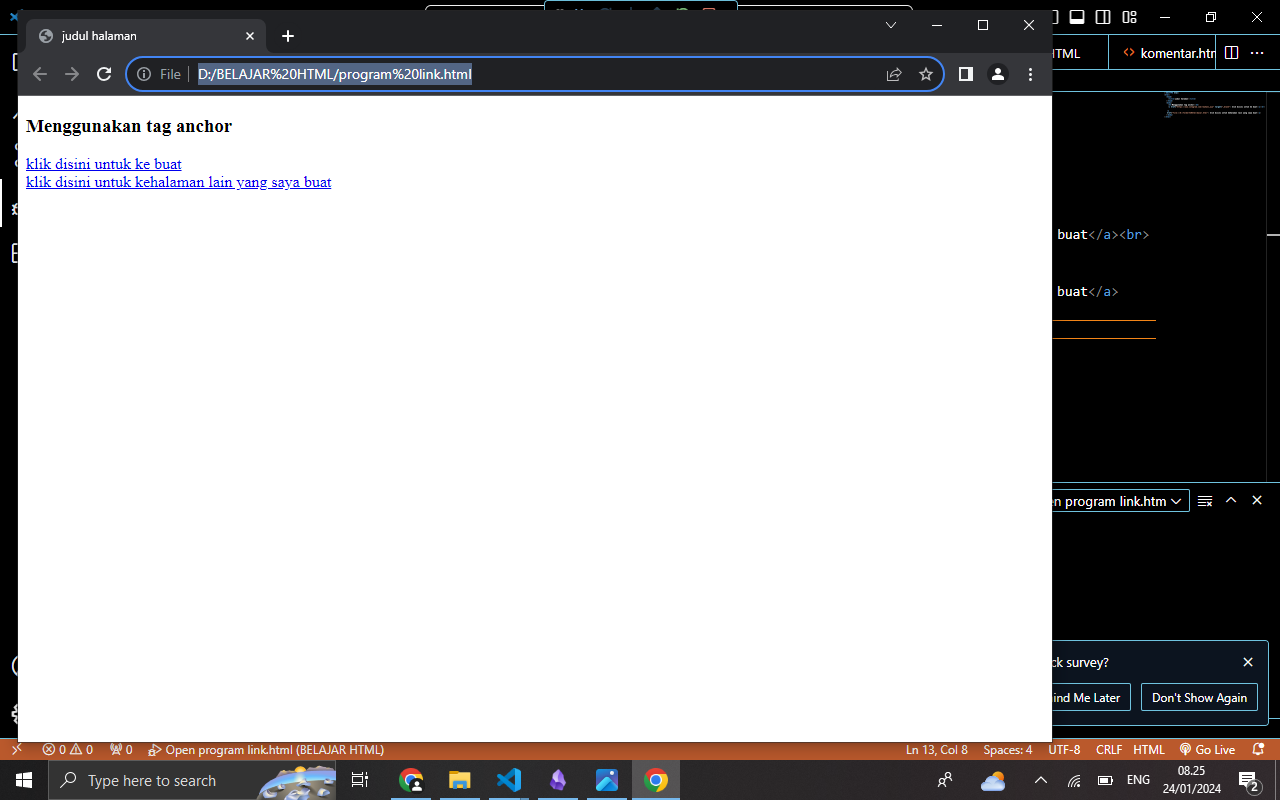 judul halaman
File
D:/BELAJAR%20HTML/program%20link.html
Menggunakan tag anchor
klik disini untuk ke buat
klik disini untuk kehalaman lain yang saya buat
HTML
komentar.htr
buat</a><br>
buat</a>
en program link.htm
ck survey?
ind Me Later
Don't Show Again
0 0 0 Open program link.html (BELAJAR HTML)
Ln 13, Col 8 Spaces: 4 UTF-8 CRLF HTML Go Live
Type here to search
ENG
08.25
24/01/2024
2